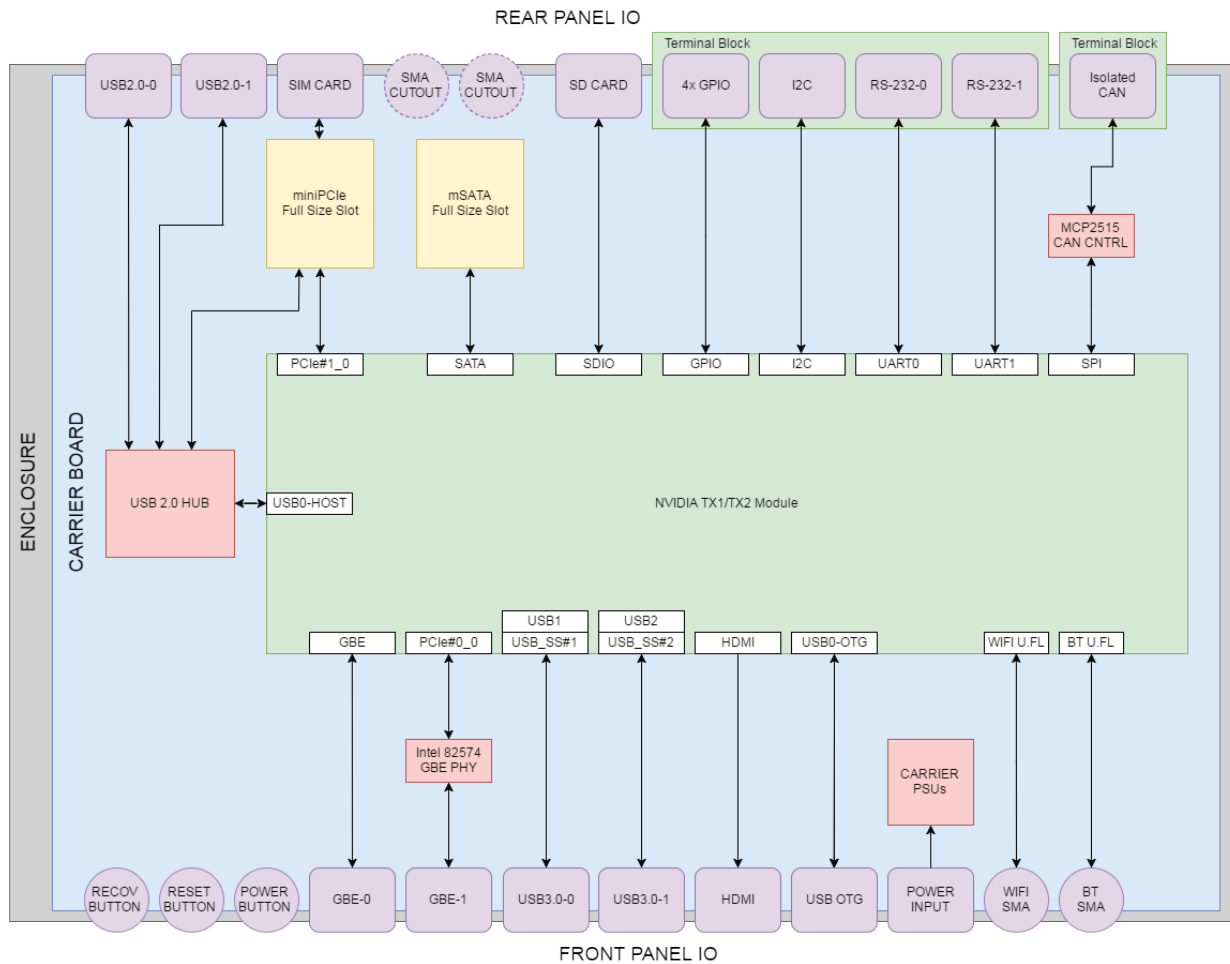 REAR PANEL IO
Terminal Block
Terminal Block
USB2.0-0
USB2.0-1
SIM CARD
SMA
CUTOUT
SMA
CUTOUT
SD CARD
4x GPIO
I2C
RS-232-0
RS-232-1
Isolated
CAN
miniPCIe
Full Size Slot
mSATA
Full Size Slot
MCP2515
CAN CNTRL
PCIe#1_0
SATA
SDIO
GPIO
I2C
UART0
UART1
SPI
ENCLOSURE
CARRIER BOARD
USB 2.0 HUB
USB0-HOST
NVIDIA TX1/TX2 Module
USB1
USB2
GBE
PCIe#0_0
USB_SS#1
USB_SS#2
HDMI
USB0-OTG
WIFI U.FL
BT U.FL
Intel 82574
GBE PHY
CARRIER
PSUs
RECOV
BUTTON
RESET
BUTTON
POWER
BUTTON
GBE-0
GBE-1
USB3.0-0
USB3.0-1
HDMI
USB OTG
POWER
INPUT
WIFI
SMA
BT
SMA
FRONT PANEL IO